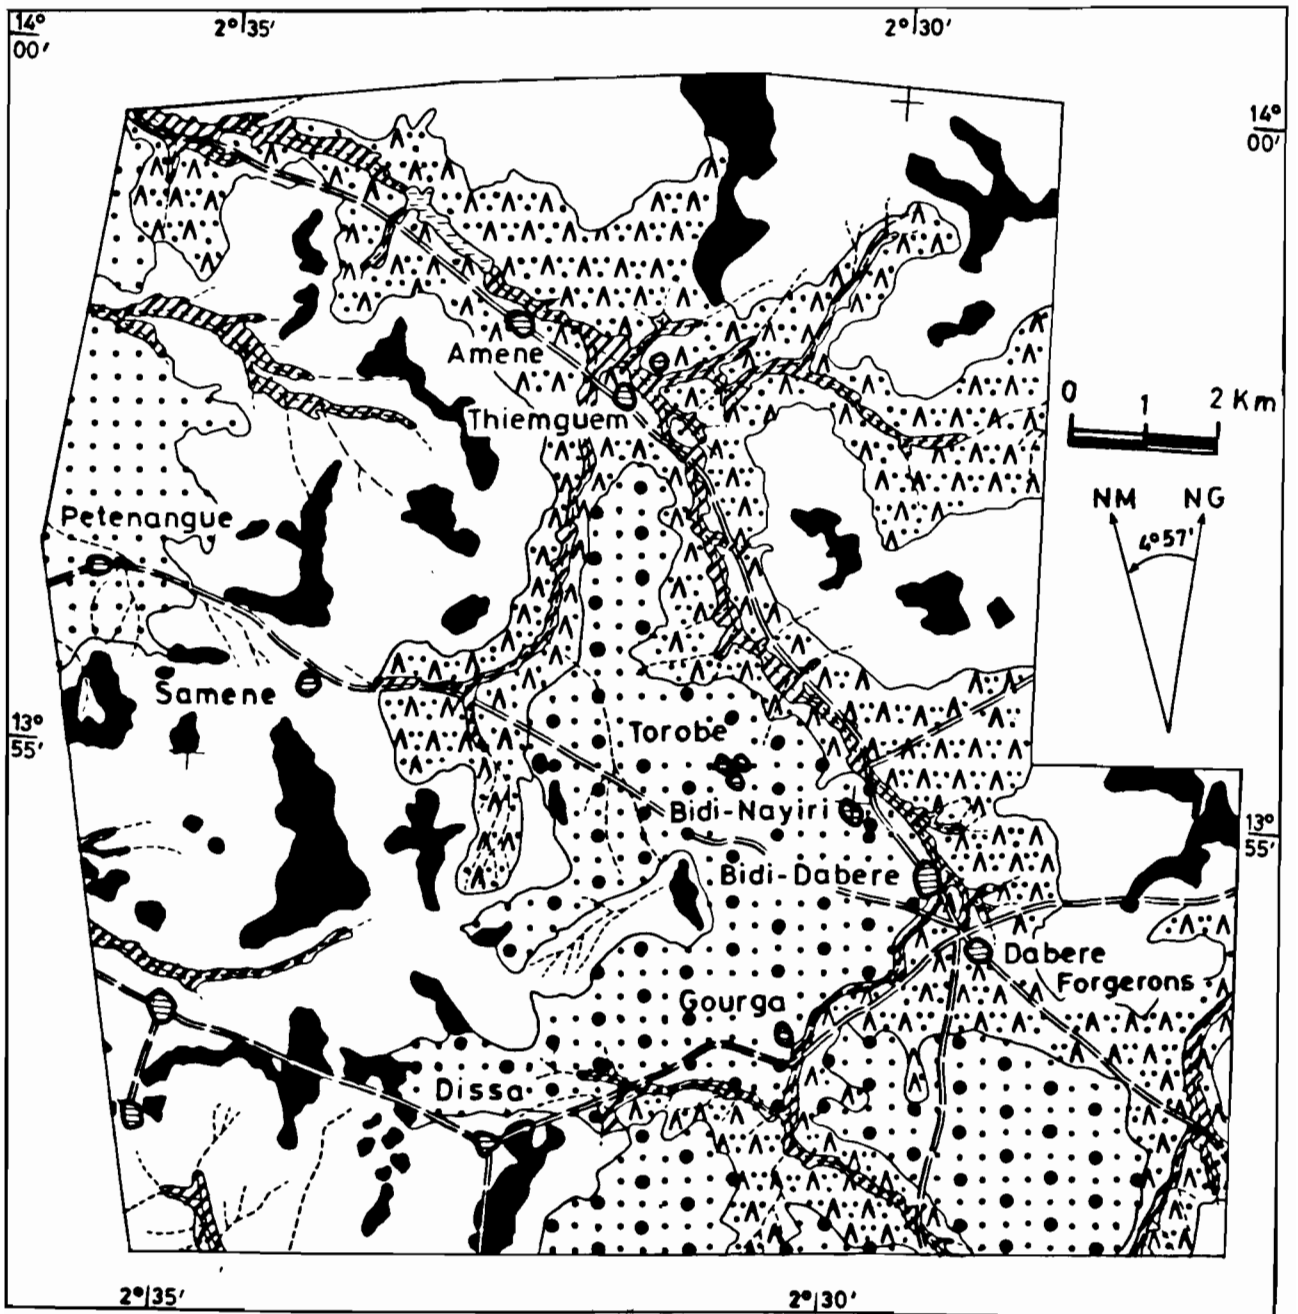 14°
00'
2°35'
2°30'
14°
00'
Amene
Thiemguem
0 1 2 Km
NM NG
4°57'
Petenangue
Samene
13°
55'
Torobe
Bidi-Nayiri
13°
55'
Bidi-Dabere
Dabere
Forgerons
Gourga
Dissa
2°35'
2°30'